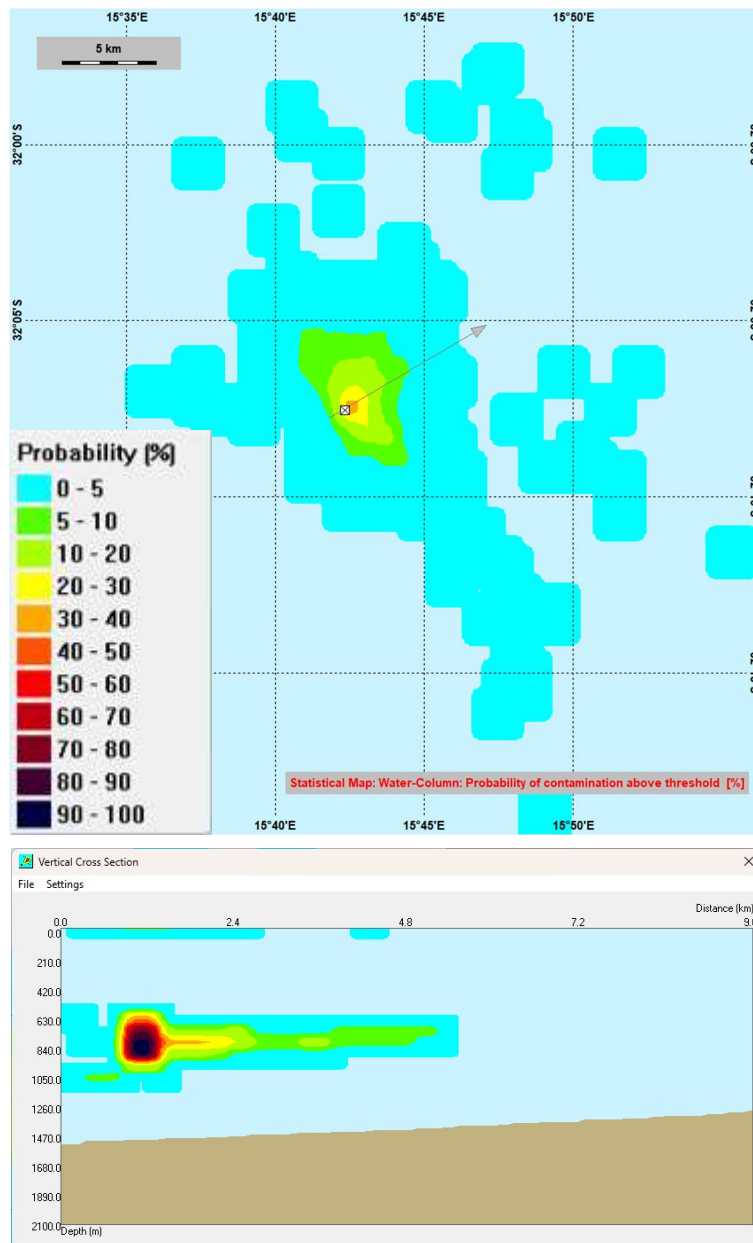 15°35'E 15°40'E 15°45'E 15°50'E
5 km
32°00'S
32°05'S
Probability (%)
0 - 5
5 - 10
10 - 20
20 - 30
30 - 40
40 - 50
50 - 60
60 - 70
70 - 80
80 - 90
90 - 100
Statistical Map: Water-Column: Probability of contamination above threshold [%]
15°40'E 15°45'E 15°50'E
Vertical Cross Section
File Settings
Distance (km)
0.0 2.4 4.8 7.2 9.
0.0
210.0
420.0
630.0
840.0
1050.0
1260.0
1470.0
1680.0
1890.0
2100.0
Depth (m)